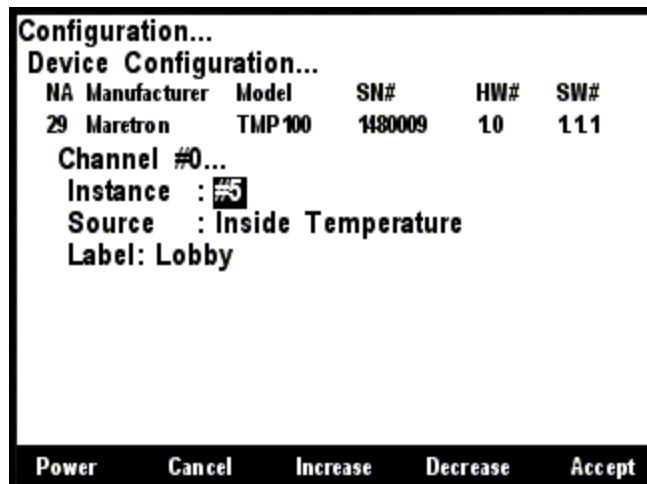 Configuration...
Device Configuration...
NA Manufacturer Model SN# HW# SW#
29 Maretron TMP100 1480009 1.0 1.1.1
Channel #0...
Instance : #5
Source : Inside Temperature
Label: Lobby
Power Cancel Increase Decrease Accept